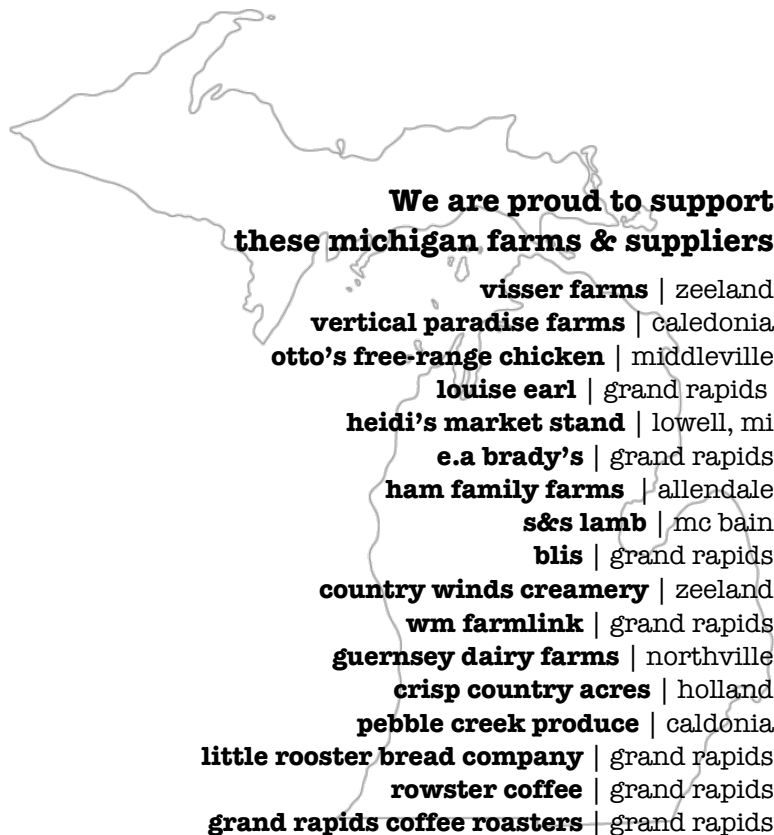 We are proud to support
these michigan farms & suppliers
visser farms | zeeland
vertical paradise farms | caledonia
otto's free-range chicken | middleville
louise earl | grand rapids
heidi's market stand | lowell, mi
e.a brady's | grand rapids
ham family farms | allendale
s&s lamb | mc bain
blis | grand rapids
country winds creamery | zeeland
wm farmlink | grand rapids
guernsey dairy farms | northville
crisp country acres | holland
pebble creek produce | caldonia
little rooster bread company | grand rapids
rowster coffee | grand rapids
grand rapids coffee roasters | grand rapids